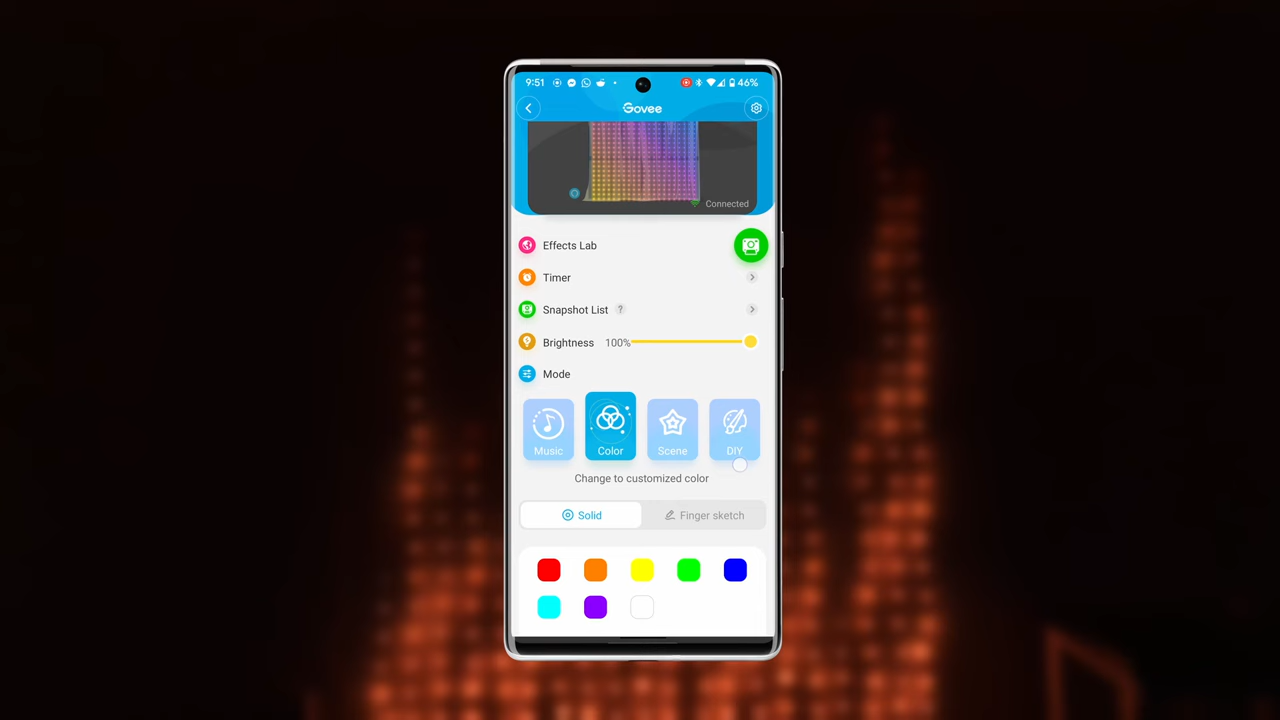 9:51 46%
Govee
Connected
Effects Lab
Timer
Snapshot List ?
Brightness 100%
Mode
Music Color Scene DIY
Change to customized color
Solid Finger sketch